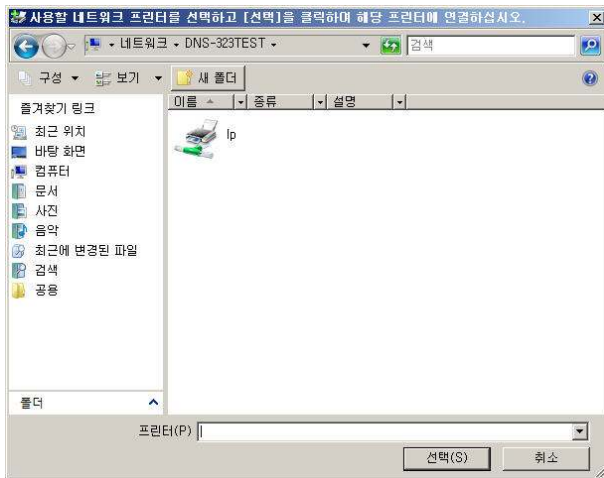 사용할 네트워크 프린터를 선택하고 [선택]을 클릭하여 해당 프린터에 연결하십시오.
네트워크 DNS-323TEST 검색
구성 보기 새 폴더
즐겨찾기 링크
이름 종류 설명
최근 위치
lp
바탕 화면
컴퓨터
문서
사진
음악
최근에 변경된 파일
검색
공용
폴더
프린터(P)
선택(S) 취소